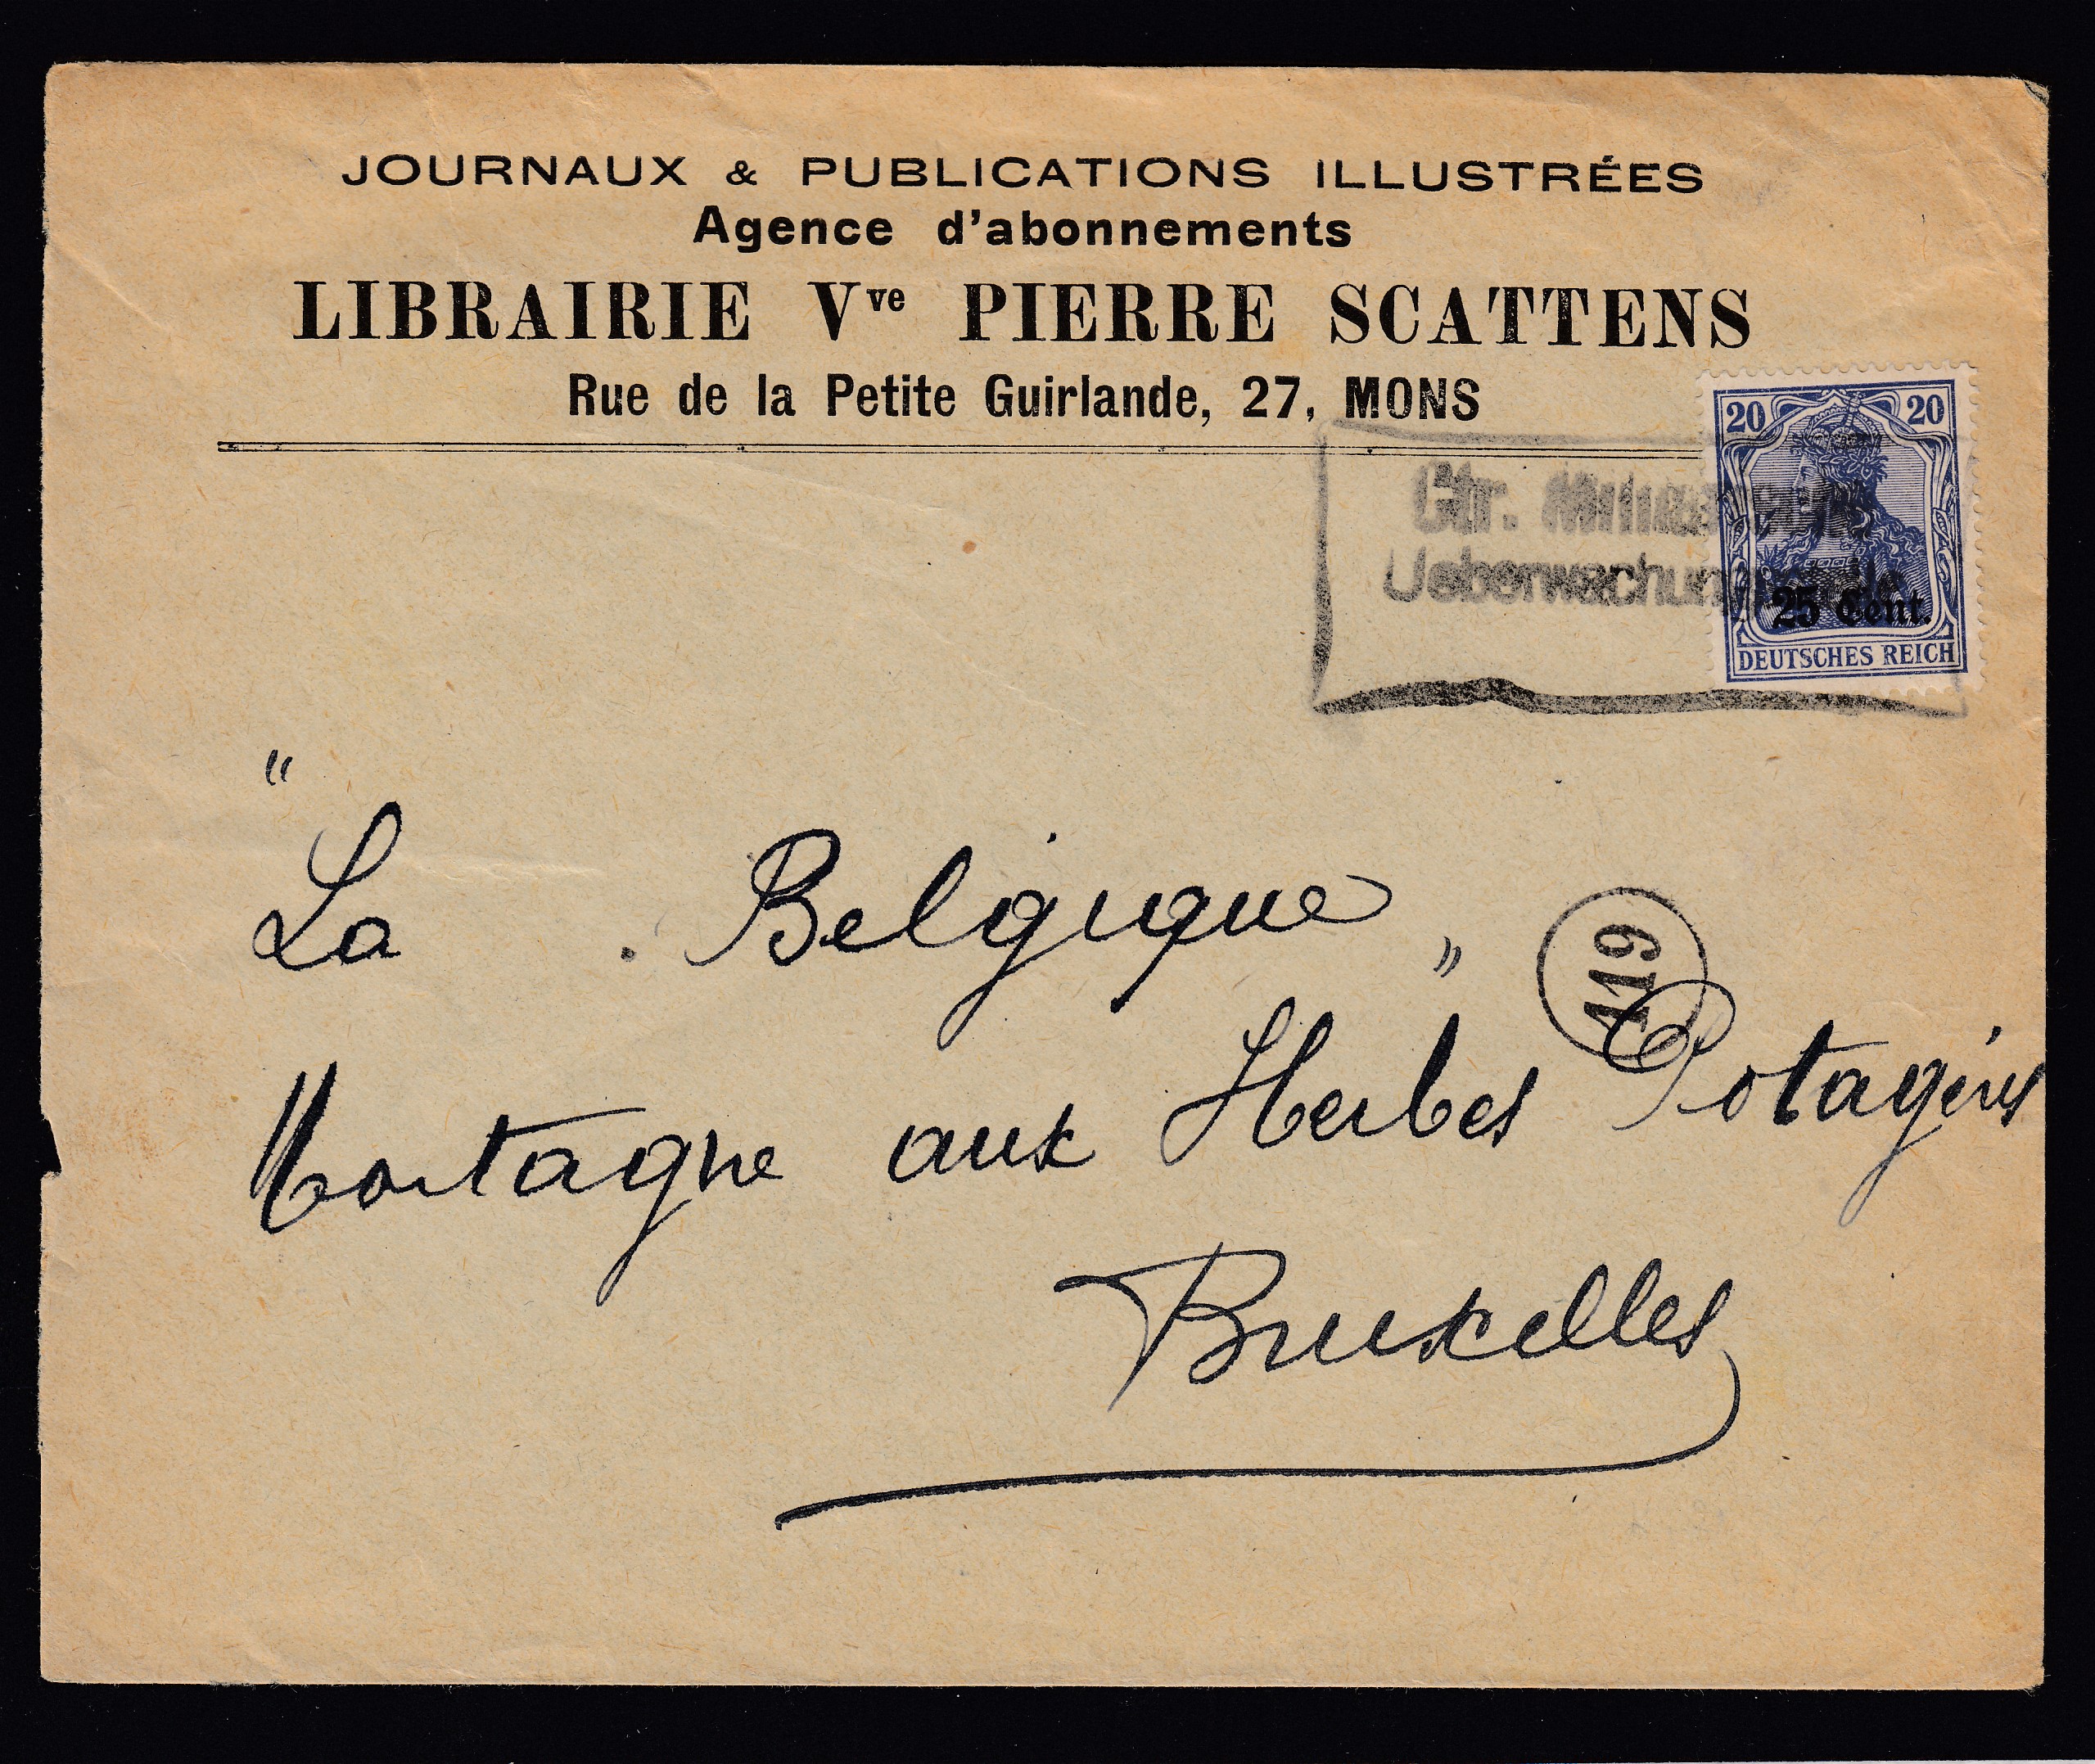 JOURNAUX & PUBLICATIONS ILLUSTRÉES
Agence d'abonnements
LIBRAIRIE Vve PIERRE SCATTENS
Rue de la Petite Guirlande, 27, MONS
20 20
25 Cent.
DEUTSCHES REICH
"La Belgique"
119
Montagne aux Herbes Potagères
Bruxelles